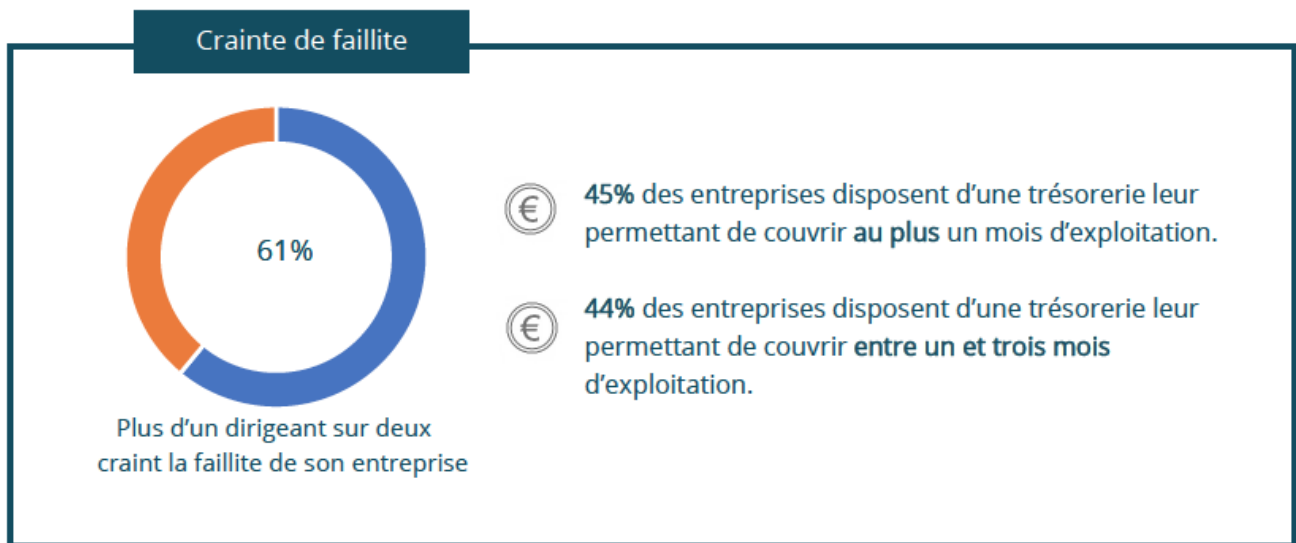 Crainte de faillite
61%
Plus d’un dirigeant sur deux
craint la faillite de son entreprise
€
45% des entreprises disposent d’une trésorerie leur
permettant de couvrir au plus un mois d’exploitation.
€
44% des entreprises disposent d’une trésorerie leur
permettant de couvrir entre un et trois mois
d’exploitation.